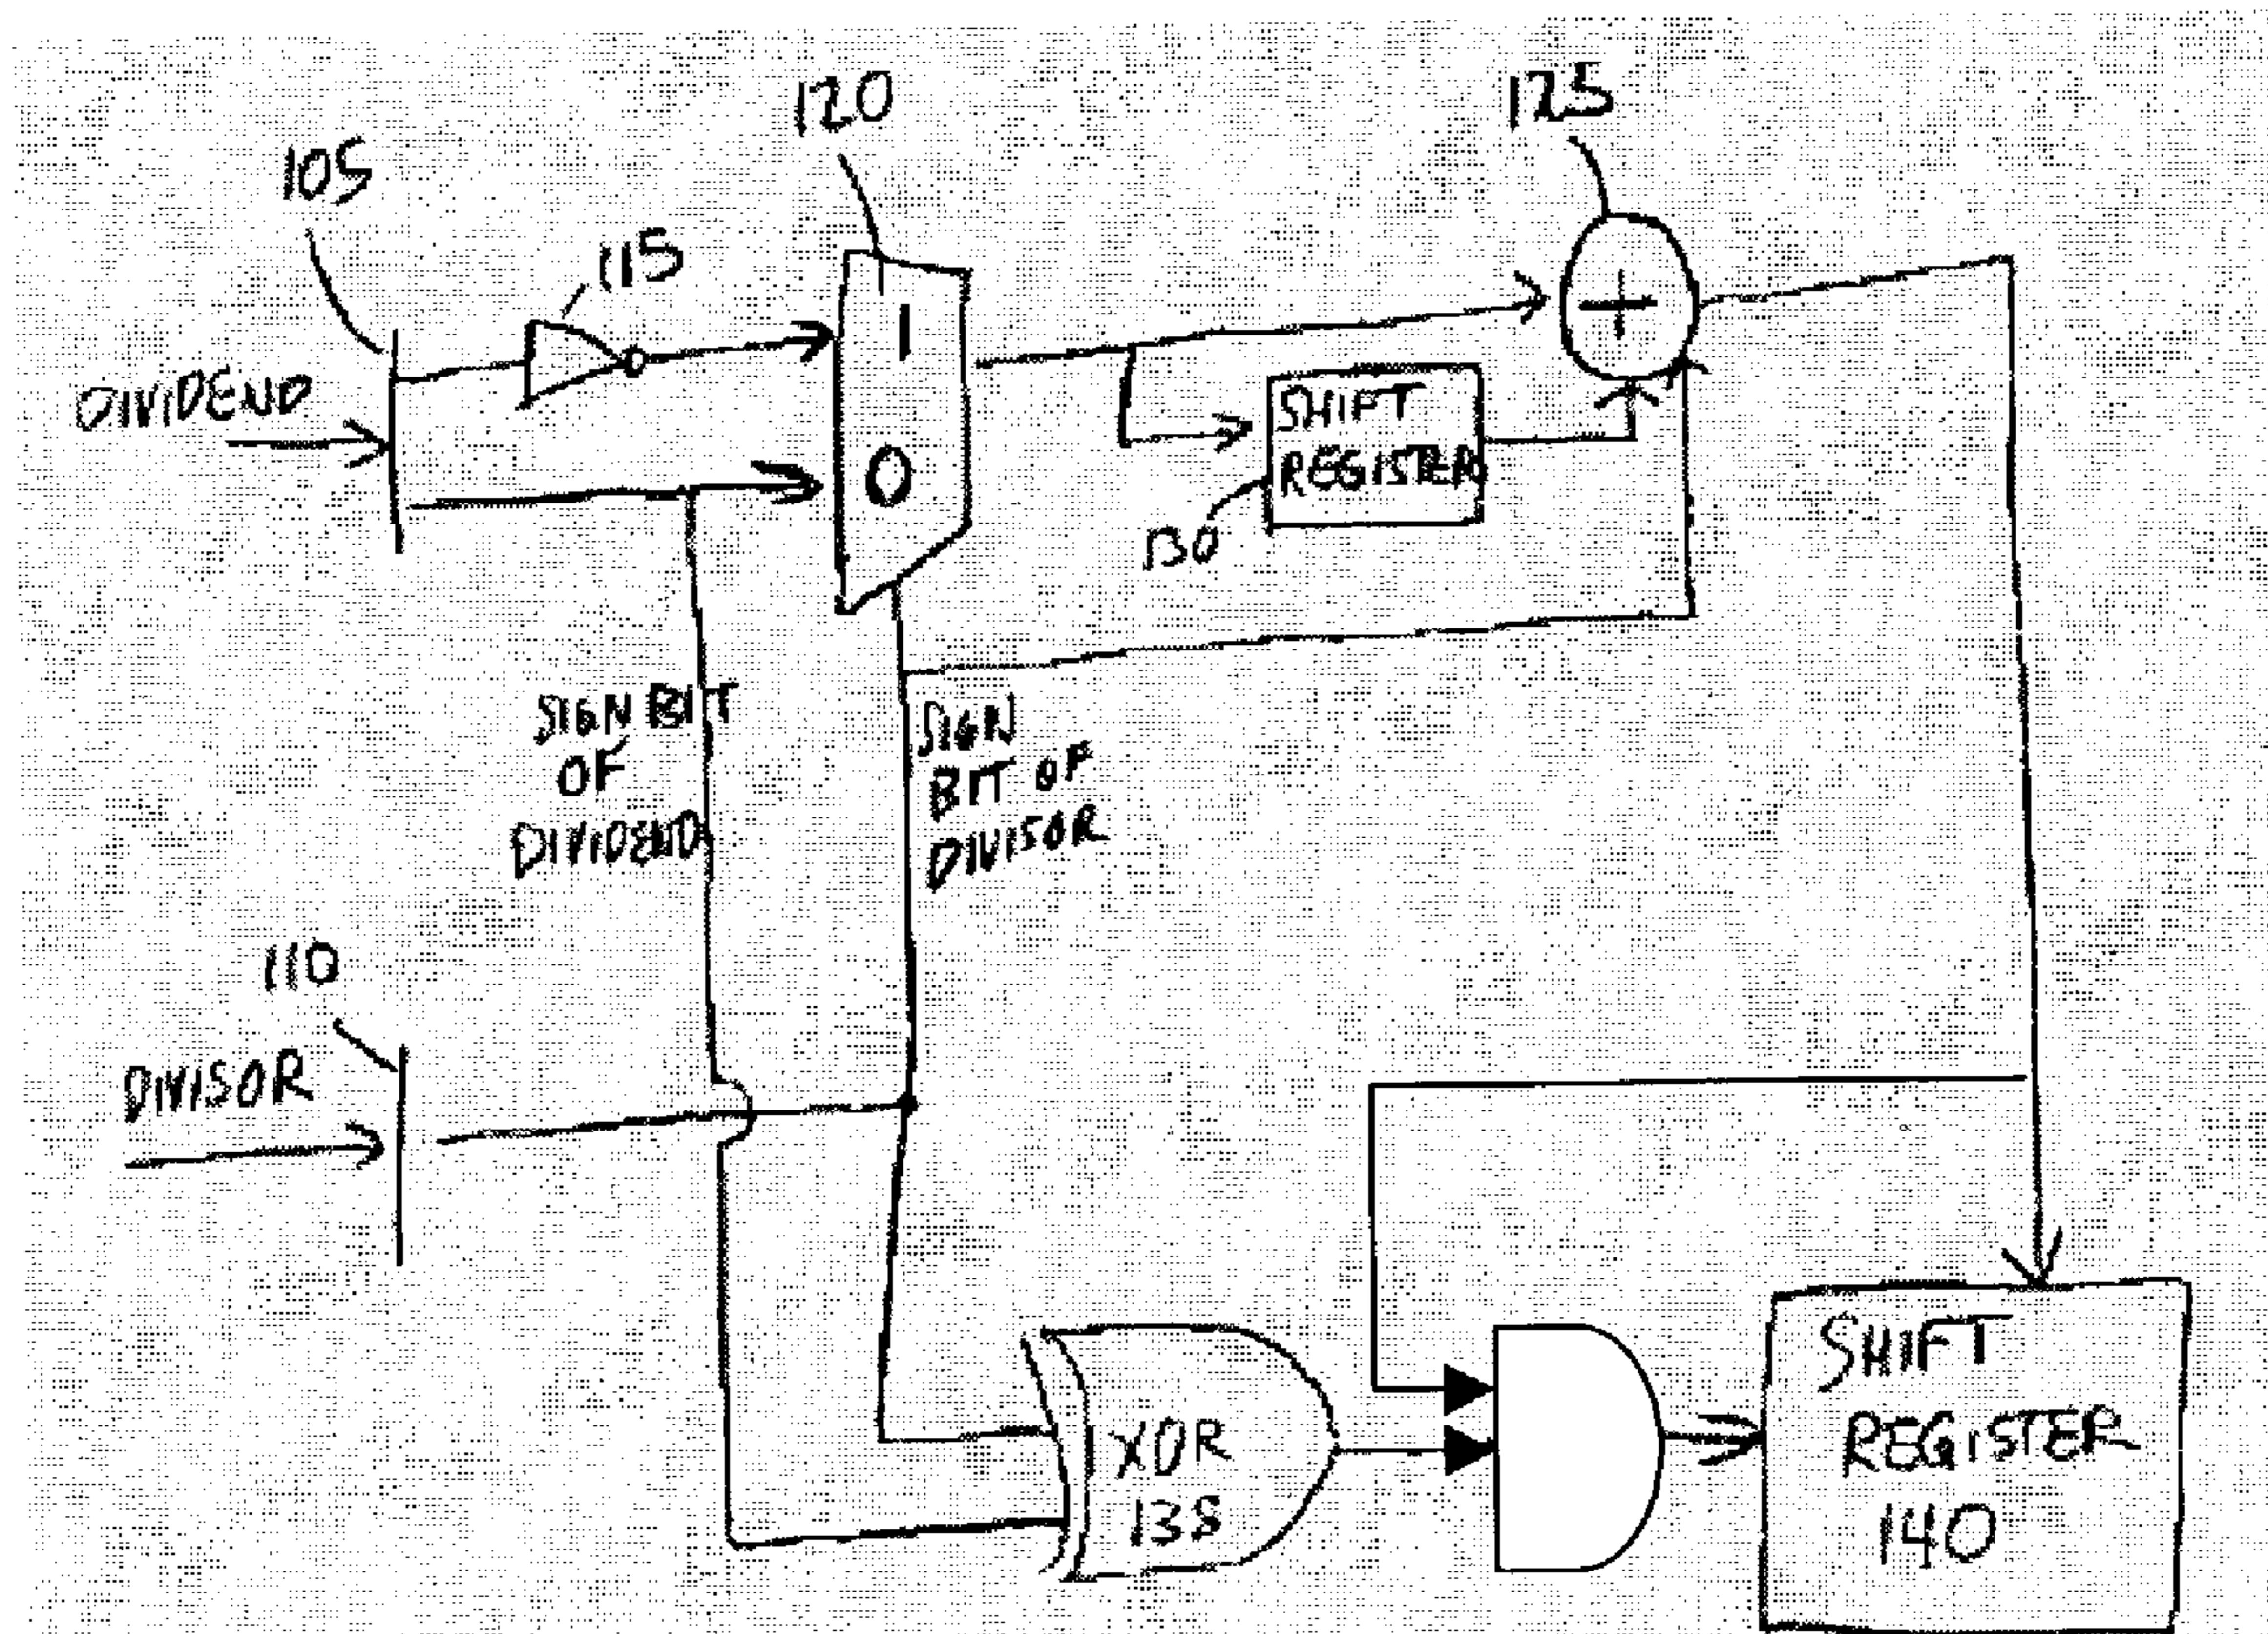 120
125
105
115
DIVIDEND
1
0
+
SHIFT
REGISTER
130
SIGN BIT
OF
DIVIDEND
SIGN
BIT OF
DIVISOR
110
DIVISOR
XOR
135
SHIFT
REGISTER
140